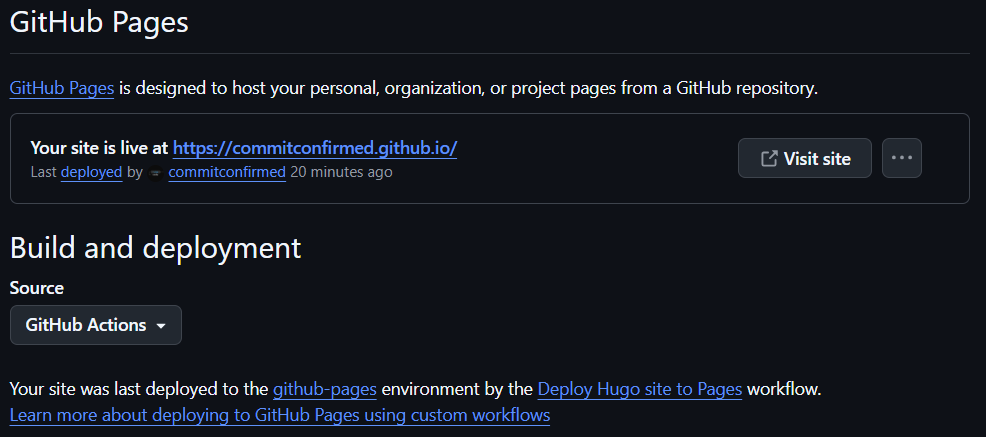 GitHub Pages
GitHub Pages is designed to host your personal, organization, or project pages from a GitHub repository.
Your site is live at https://commitconfirmed.github.io/
Visit site
Last deployed by commitconfirmed 20 minutes ago
Build and deployment
Source
GitHub Actions
Your site was last deployed to the github-pages environment by the Deploy Hugo site to Pages workflow.
Learn more about deploying to GitHub Pages using custom workflows